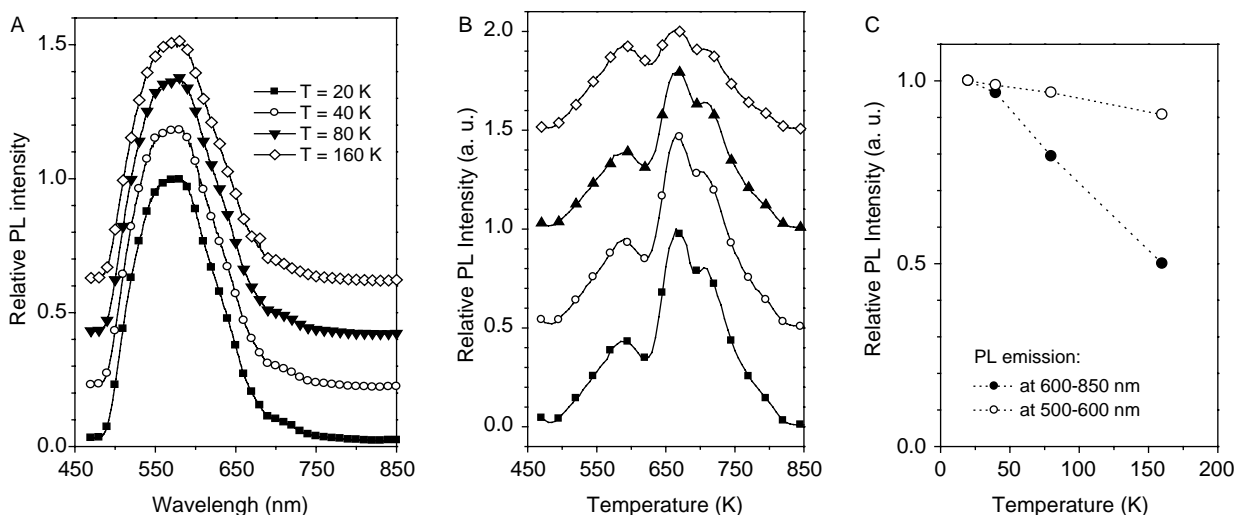 A
1.5
1.0
0.5
0.0
450
550
650
750
850
Relative PL intensity
Wavelengh (nm)
T = 20 K
T = 40 K
T = 80 K
T = 160 K
B
2.0
1.5
1.0
0.5
0.0
450
550
650
750
850
Relative PL Intensity (a. u.)
Temperature (K)
C
1.0
0.5
0.0
0
50
100
150
200
Relative PL Intensity (a. u.)
Temperature (K)
PL emission:
at 600-850 nm
at 500-600 nm